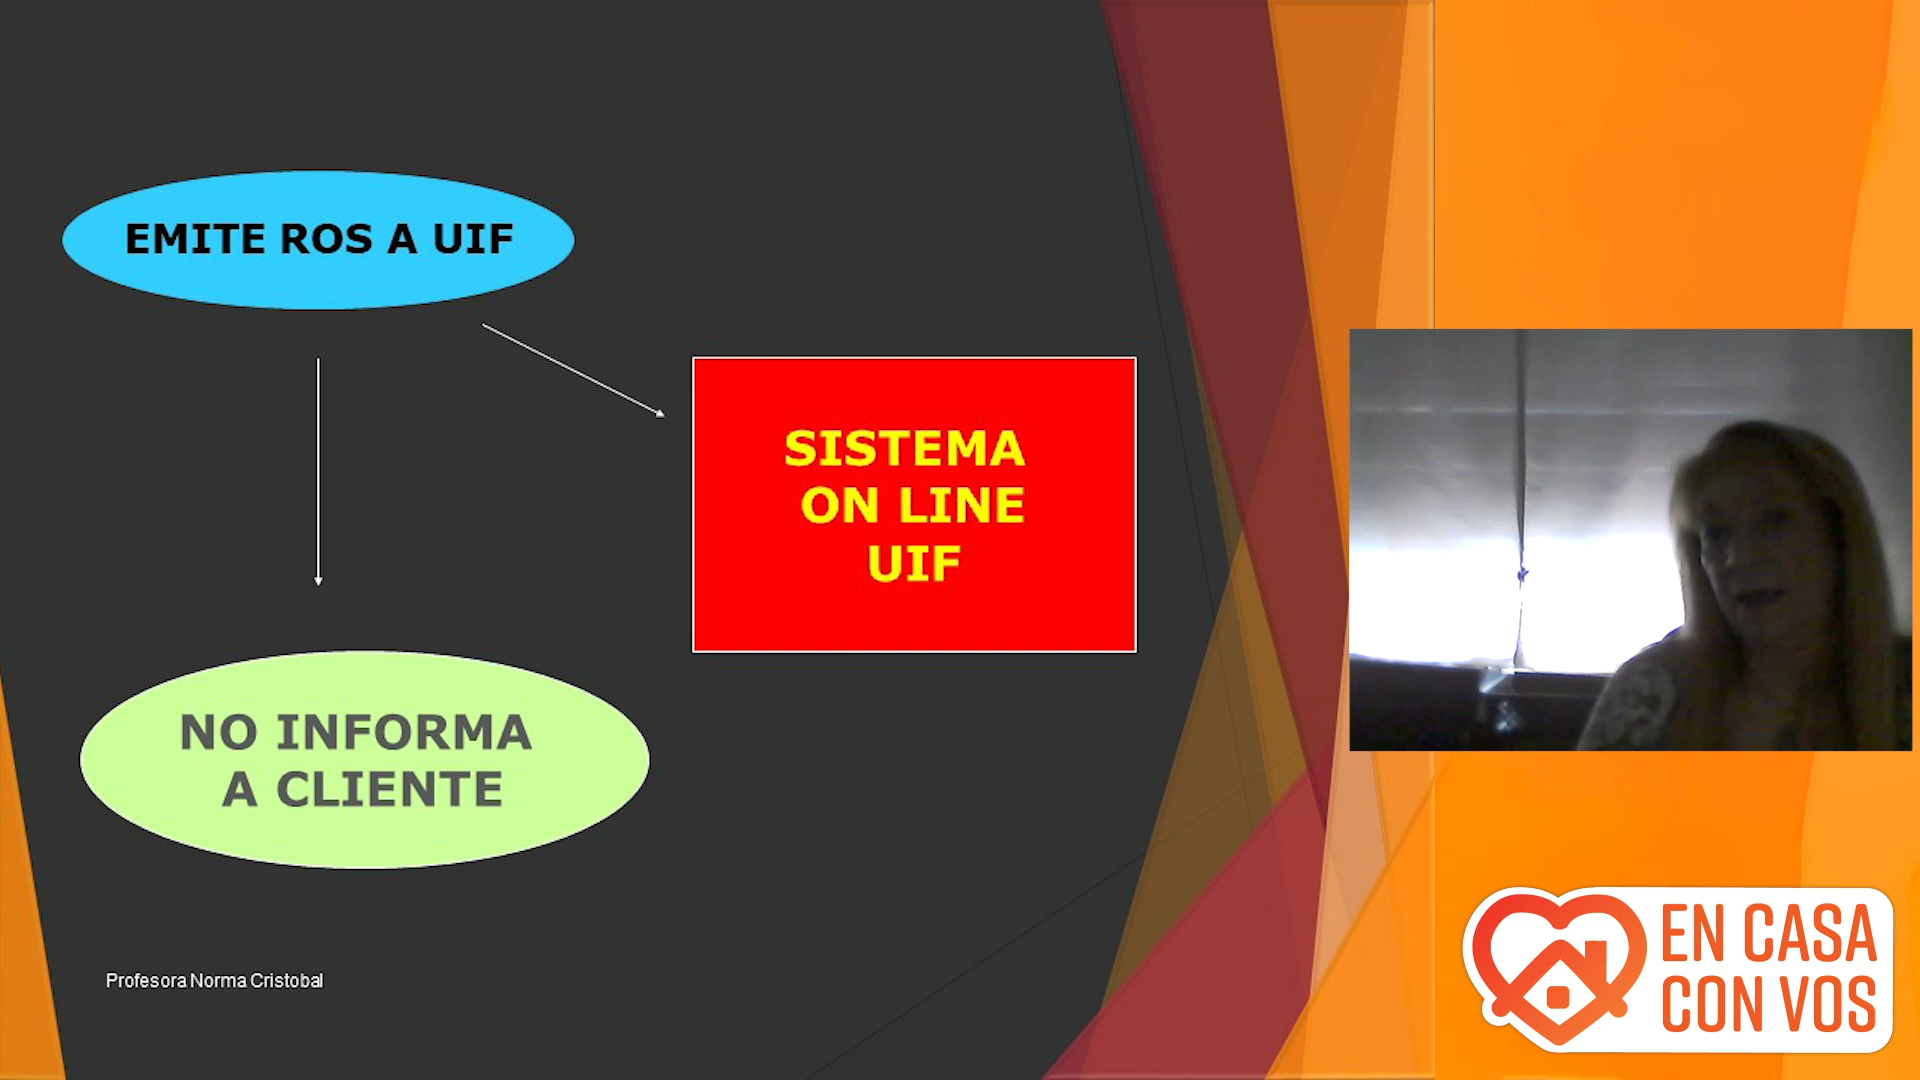 EMITE ROS A UIF
SISTEMA
ON LINE
UIF
NO INFORMA
A CLIENTE
Profesora Norma Cristobal
EN CASA
CON VOS